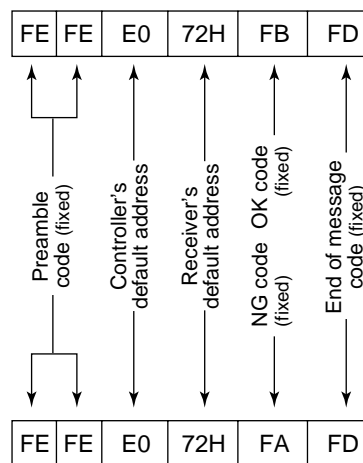 FE FE E0 72H FB FD
Preamble
code (fixed)
Controller's
default address
Receiver's
default address
OK code
(fixed)
NG code
(fixed)
End of message
code (fixed)
FE FE E0 72H FA FD